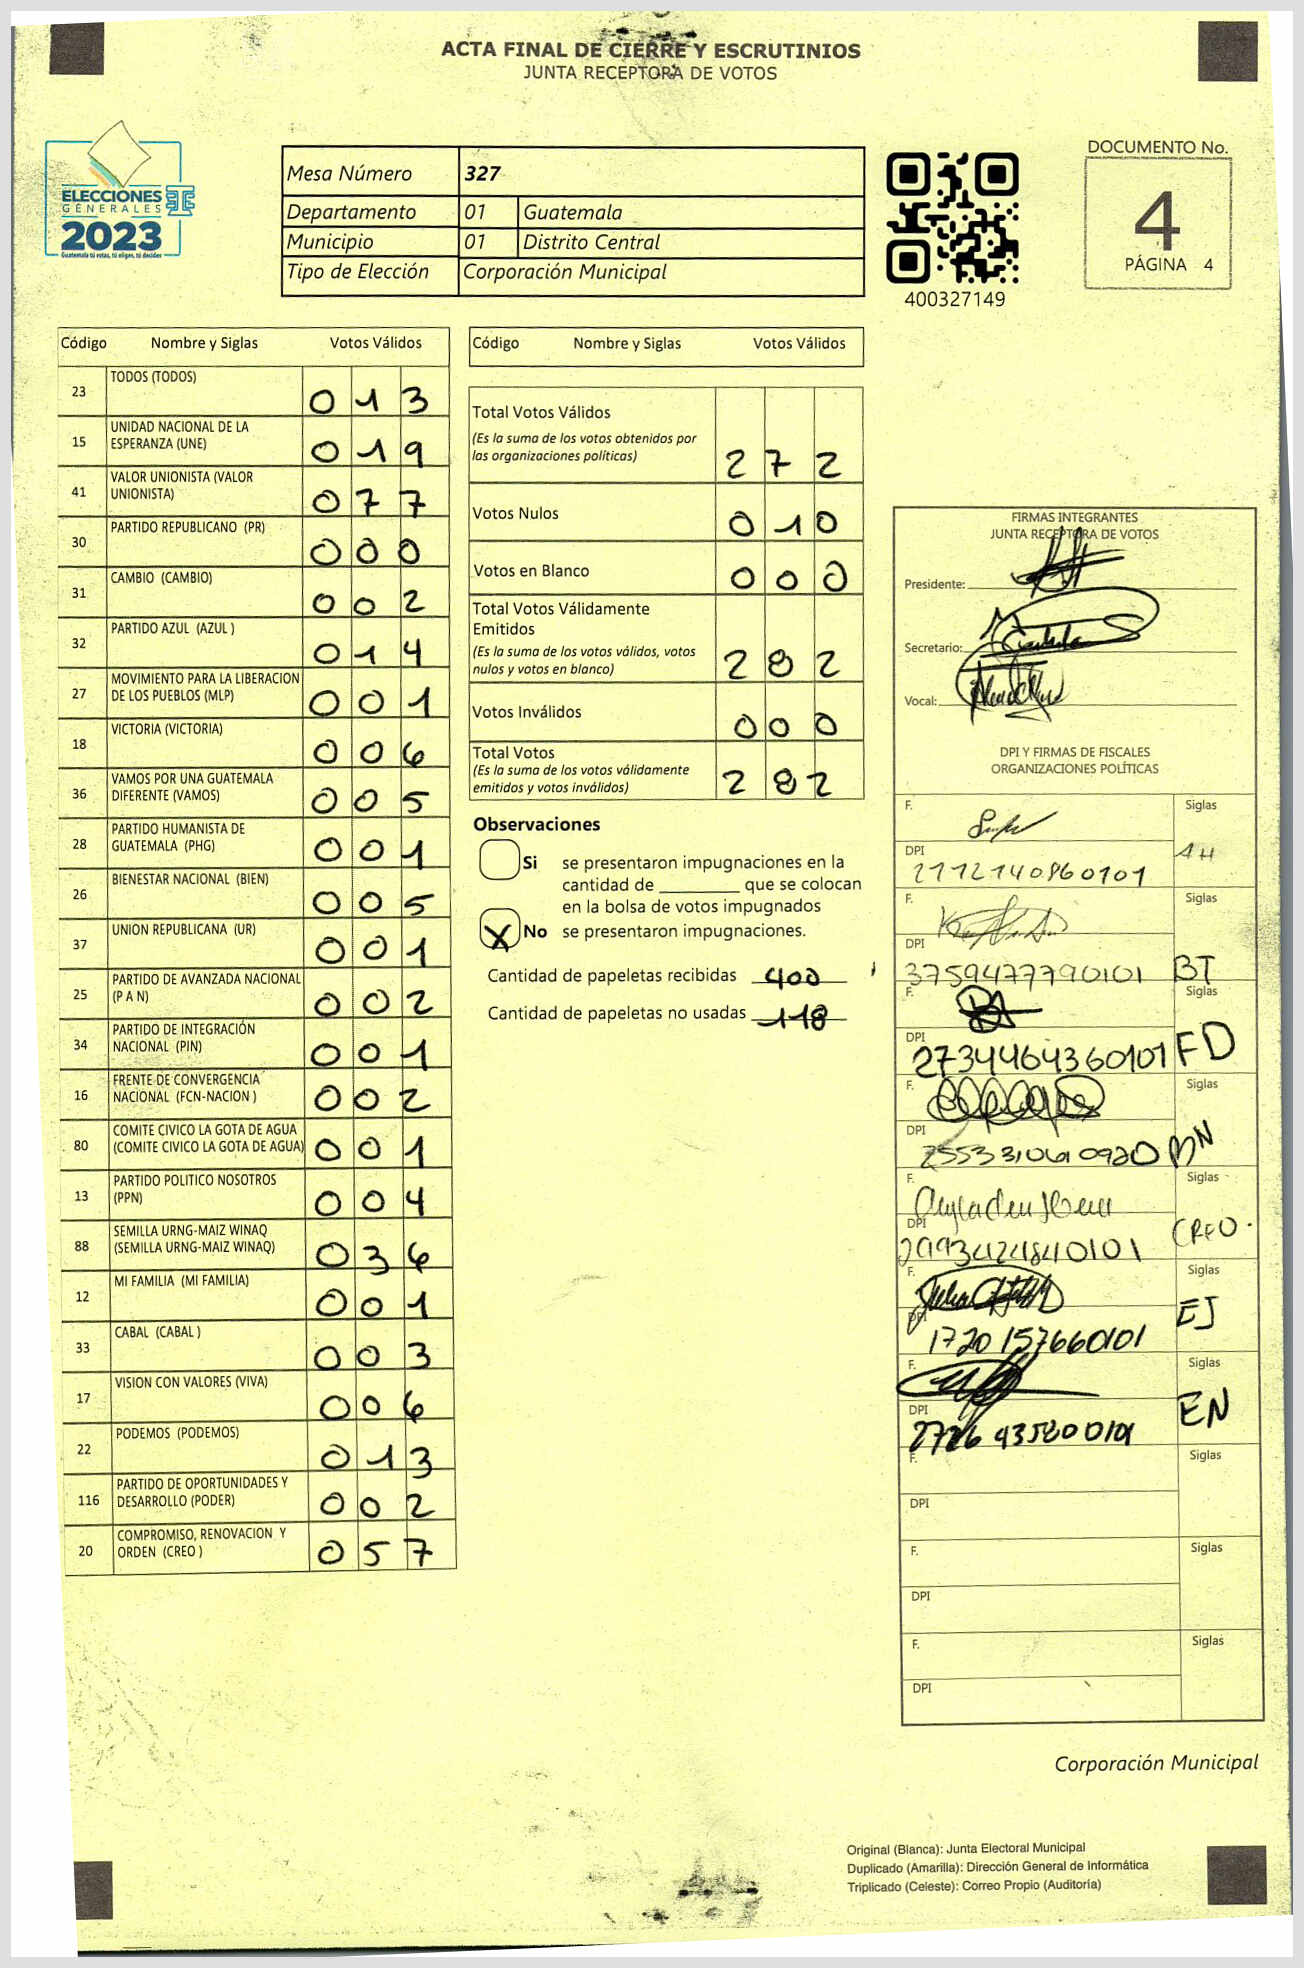 ACTA FINAL DE CIERRE Y ESCRUTINIOS
JUNTA RECEPTORA DE VOTOS
ELECCIONES
GENERALES
2023
Guatemala tú votas, tú eliges, tú decides
Mesa Número 327
Departamento 01 Guatemala
Municipio 01 Distrito Central
Tipo de Elección Corporación Municipal
400327149
DOCUMENTO No.
4
PÁGINA 4
Código Nombre y Siglas Votos Válidos
23 TODOS (TODOS) 0 1 3
15 UNIDAD NACIONAL DE LA
ESPERANZA (UNE) 0 1 9
41 VALOR UNIONISTA (VALOR
UNIONISTA) 0 7 7
30 PARTIDO REPUBLICANO (PR) 0 0 0
31 CAMBIO (CAMBIO) 0 0 2
32 PARTIDO AZUL (AZUL ) 0 1 4
27 MOVIMIENTO PARA LA LIBERACION
DE LOS PUEBLOS (MLP) 0 0 1
18 VICTORIA (VICTORIA) 0 0 6
36 VAMOS POR UNA GUATEMALA
DIFERENTE (VAMOS) 0 0 5
28 PARTIDO HUMANISTA DE
GUATEMALA (PHG) 0 0 1
26 BIENESTAR NACIONAL (BIEN) 0 0 5
37 UNION REPUBLICANA (UR) 0 0 1
25 PARTIDO DE AVANZADA NACIONAL
(P A N) 0 0 2
34 PARTIDO DE INTEGRACIÓN
NACIONAL (PIN) 0 0 1
16 FRENTE DE CONVERGENCIA
NACIONAL (FCN-NACION ) 0 0 2
80 COMITE CIVICO LA GOTA DE AGUA
(COMITE CIVICO LA GOTA DE AGUA) 0 0 1
13 PARTIDO POLITICO NOSOTROS
(PPN) 0 0 4
88 SEMILLA URNG-MAIZ WINAQ
(SEMILLA URNG-MAIZ WINAQ) 0 3 6
12 MI FAMILIA (MI FAMILIA) 0 0 1
33 CABAL (CABAL ) 0 0 3
17 VISION CON VALORES (VIVA) 0 0 6
22 PODEMOS (PODEMOS) 0 1 3
116 PARTIDO DE OPORTUNIDADES Y
DESARROLLO (PODER) 0 0 2
20 COMPROMISO, RENOVACION Y
ORDEN (CREO ) 0 5 7
Código Nombre y Siglas Votos Válidos
Total Votos Válidos
(Es la suma de los votos obtenidos por
las organizaciones políticas) 2 7 2
Votos Nulos 0 1 0
Votos en Blanco 0 0 0
Total Votos Válidamente
Emitidos
(Es la suma de los votos válidos, votos
nulos y votos en blanco) 2 8 2
Votos Inválidos 0 0 0
Total Votos
(Es la suma de los votos válidamente
emitidos y votos inválidos) 2 8 2
Observaciones
Si se presentaron impugnaciones en la
cantidad de ________ que se colocan
en la bolsa de votos impugnados
X No se presentaron impugnaciones.
Cantidad de papeletas recibidas 400
Cantidad de papeletas no usadas 118
FIRMAS INTEGRANTES
JUNTA RECEPTORA DE VOTOS
Presidente:
Secretario:
Vocal:
DPI Y FIRMAS DE FISCALES
ORGANIZACIONES POLÍTICAS
F. Siglas
DPI
F. Siglas
DPI
3759477790101 BT
F. Siglas
DPI
2734464360101 FD
F. Siglas
DPI
BN
F. Siglas
DPI
2993424840101 CREO.
F. Siglas
DPI
1720157660101 EJ
F. Siglas
DPI
EN
F. Siglas
DPI
F. Siglas
DPI
F. Siglas
DPI
Corporación Municipal
Original (Blanca): Junta Electoral Municipal
Duplicado (Amarilla): Dirección General de Informática
Triplicado (Celeste): Correo Propio (Auditoría)